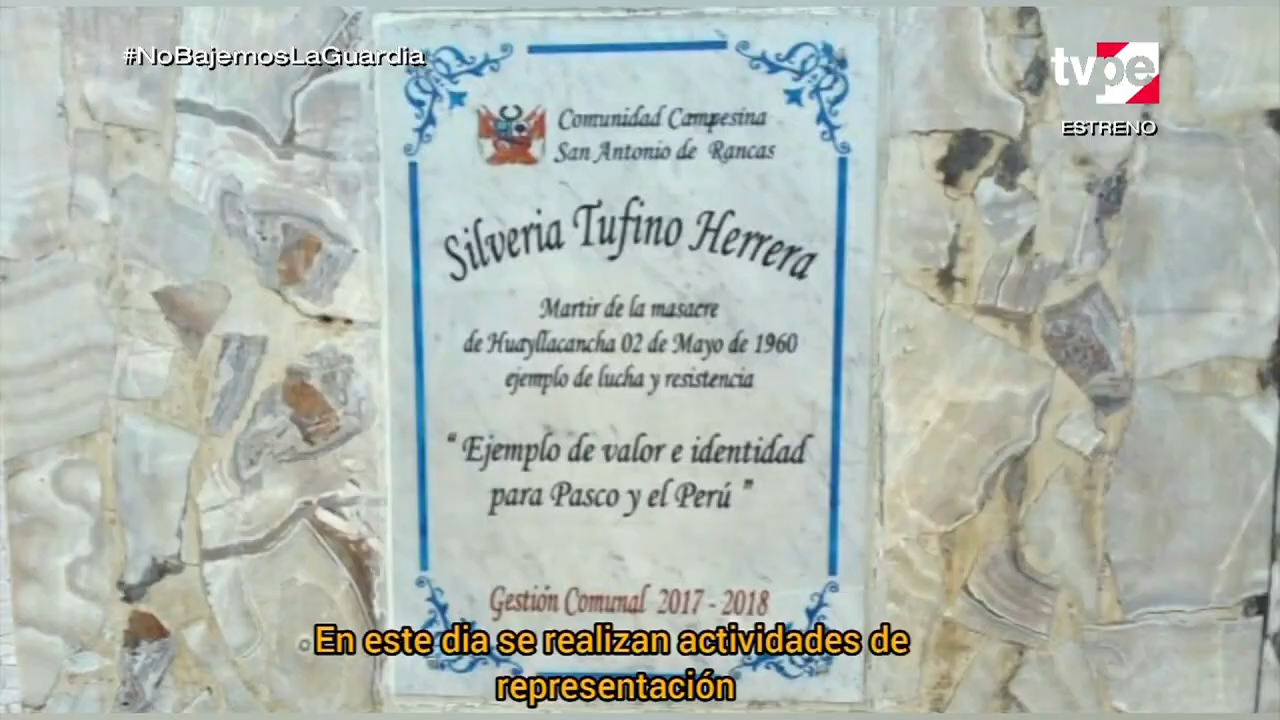 #NoBajemosLaGuardia
tvpe
ESTRENO
Comunidad Campesina
San Antonio de Rancas
Silveria Tufino Herrera
Martir de la masacre
de Huayllacancha 02 de Mayo de 1960
ejemplo de lucha y resistencia
“ Ejemplo de valor e identidad
para Pasco y el Perú ”
Gestión Comunal 2017 - 2018
En este dia se realizan actividades de
representación